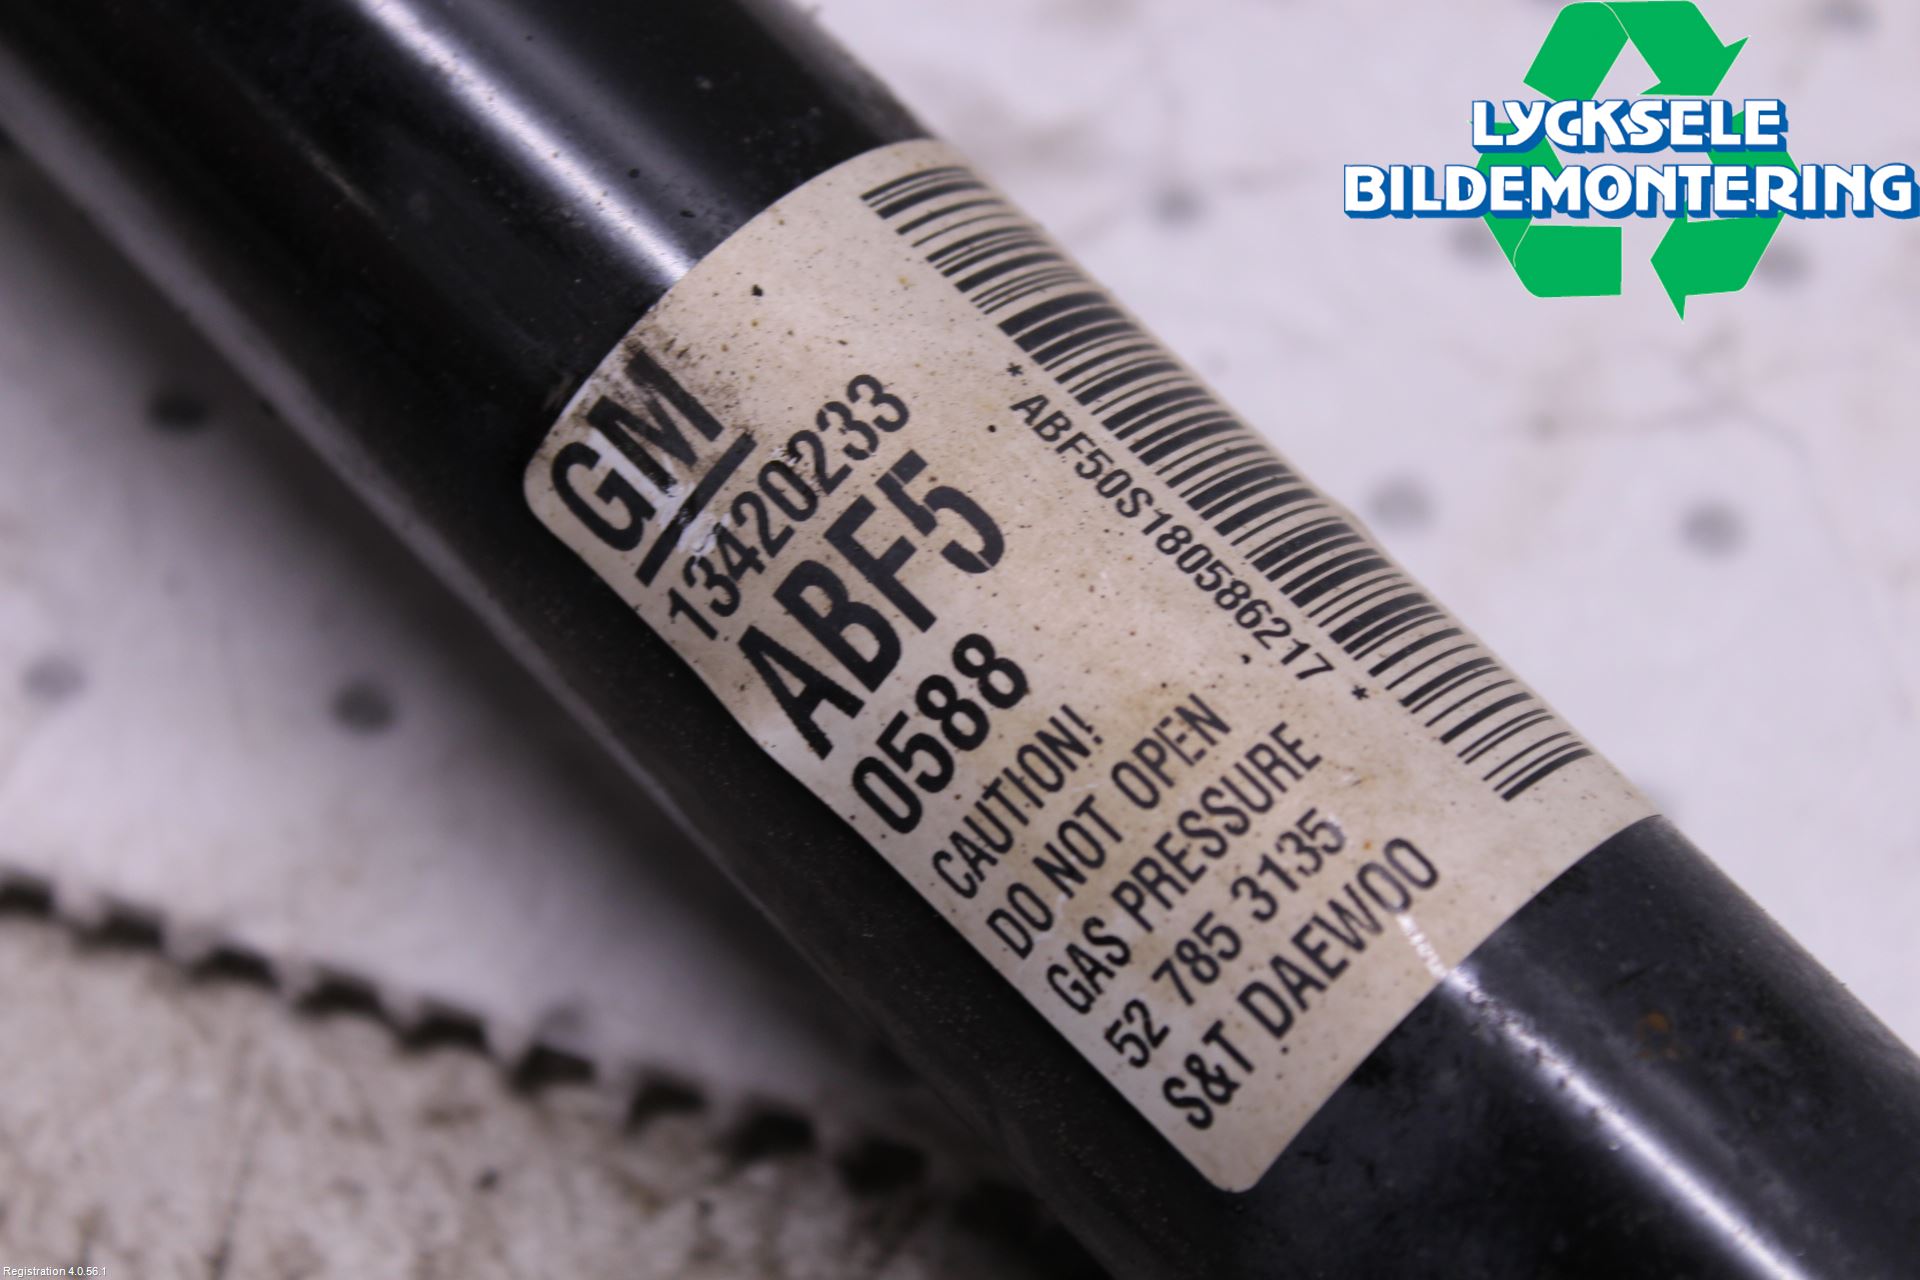 LYCKSELE
BILDEMONTERING
GM
13420233
ABF5
0588
CAUTION!
DO NOT OPEN
GAS PRESSURE
52 785 3135
S&T DAEWOO
* ABF50S180586217 *
Registration 4.0.56.1